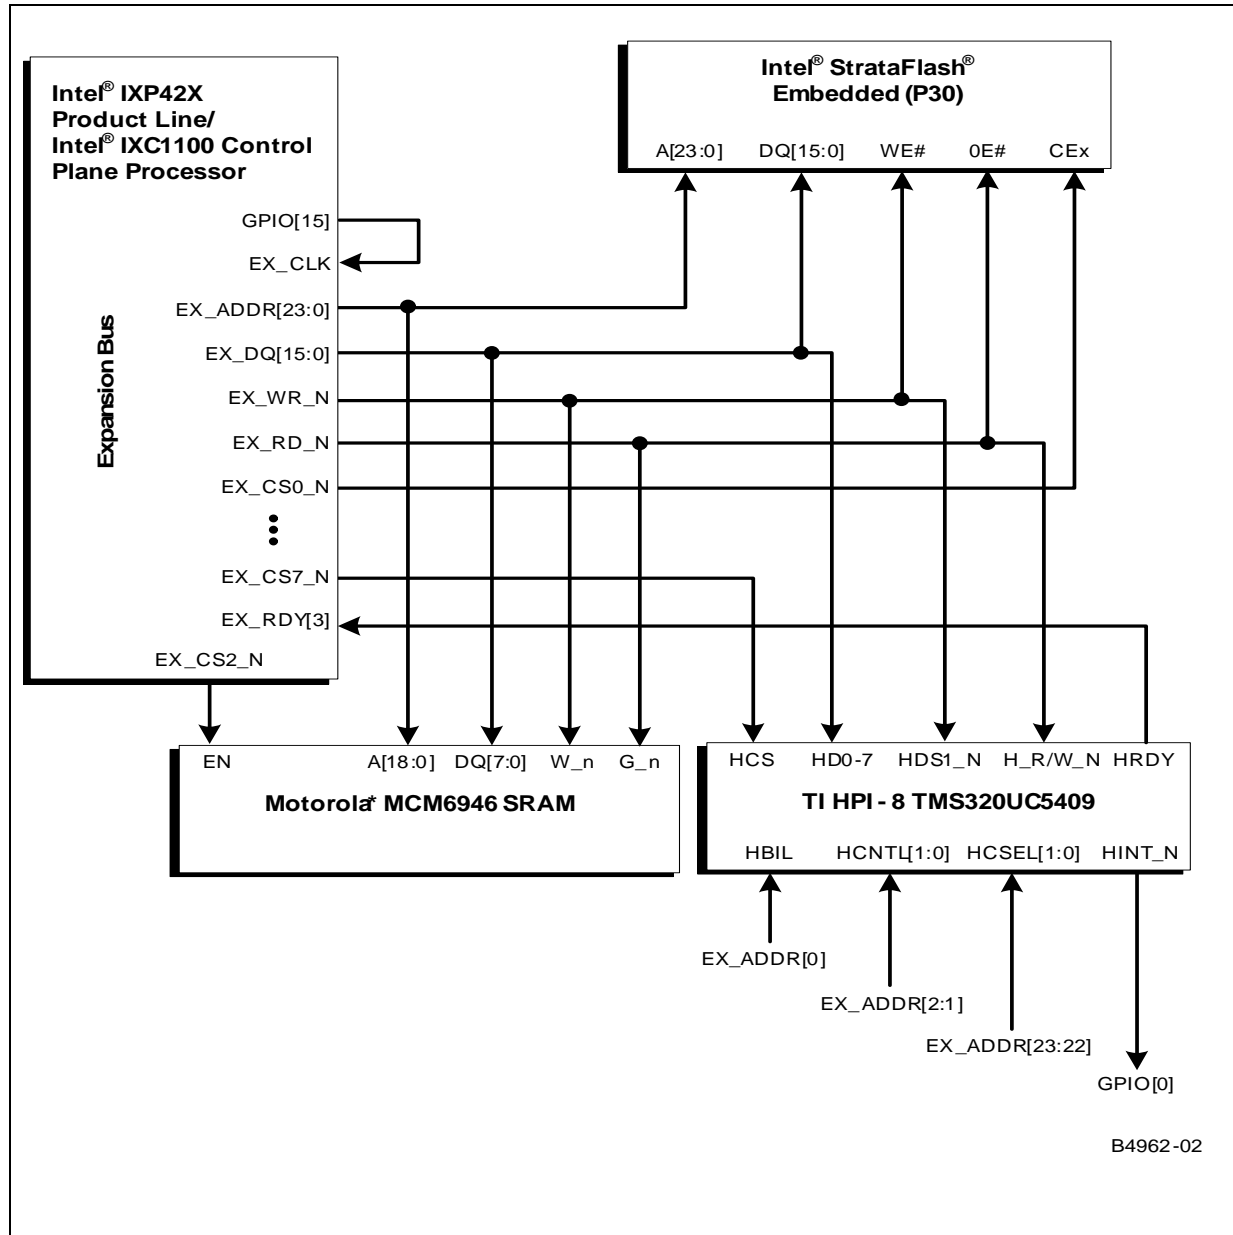 Intel® IXP42X
Product Line/
Intel® IXC1100 Control
Plane Processor
GPIO[15]
EX_CLK
EX_ADDR[23:0]
EX_DQ[15:0]
EX_WR_N
EX_RD_N
EX_CS0_N
EX_CS7_N
EX_RDY[3]
EX_CS2_N
Expansion Bus
Intel® StrataFlash®
Embedded (P30)
A[23:0] DQ[15:0] WE# 0E# CEx
EN A[18:0] DQ[7:0] W_n G_n
Motorola* MCM6946 SRAM
HCS HD0-7 HDS1_N H_R/W_N HRDY
TI HPI - 8 TMS320UC5409
HBIL HCNTL[1:0] HCSEL[1:0] HINT_N
EX_ADDR[0]
EX_ADDR[2:1]
EX_ADDR[23:22]
GPIO[0]
B4962-02